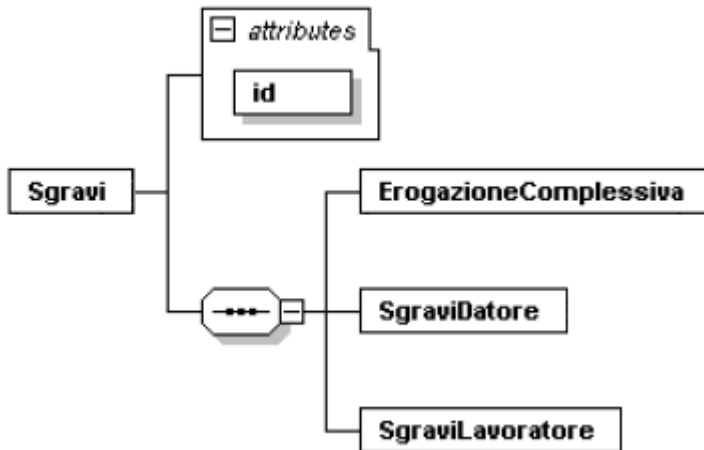 attributes
id
Sgravi
ErogazioneComplessiva
SgraviDatore
SgraviLavoratore